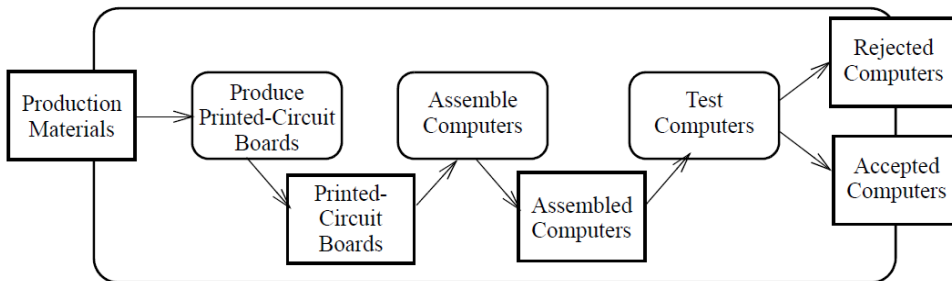 Production
Materials
Produce
Printed-Circuit
Boards
Printed-
Circuit
Boards
Assemble
Computers
Assembled
Computers
Test
Computers
Rejected
Computers
Accepted
Computers